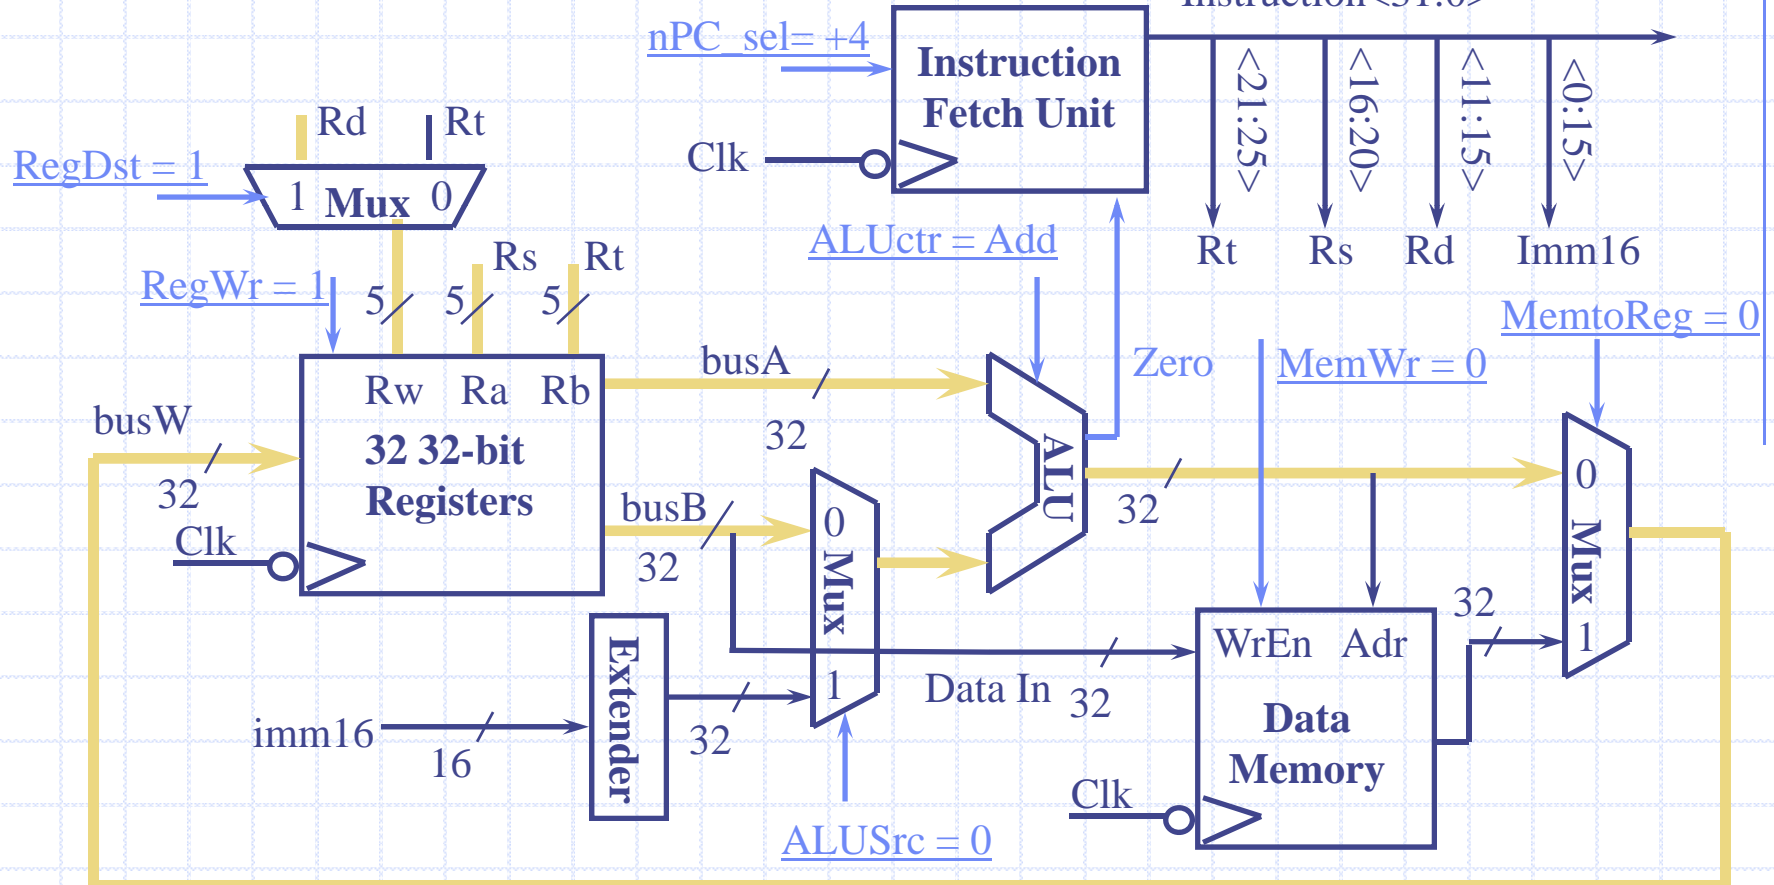 Instruction<31:0>
nPC_sel= +4
Instruction
Fetch Unit
<21:25>
<16:20>
<11:15>
<0:15>
Rd
Rt
Clk
RegDst = 1
1
Mux
0
Rt
Rs
Rd
Imm16
ALUctr = Add
Rs
Rt
RegWr = 1
5
5
5
MemtoReg = 0
busA
Zero
MemWr = 0
Rw
Ra
Rb
busW
32
32 32-bit
Registers
32
ALU
0
32
busB
0
32
Clk
32
Mux
Mux
32
WrEn
Adr
1
Extender
1
Data In
32
imm16
16
32
Data
Memory
Clk
ALUSrc = 0